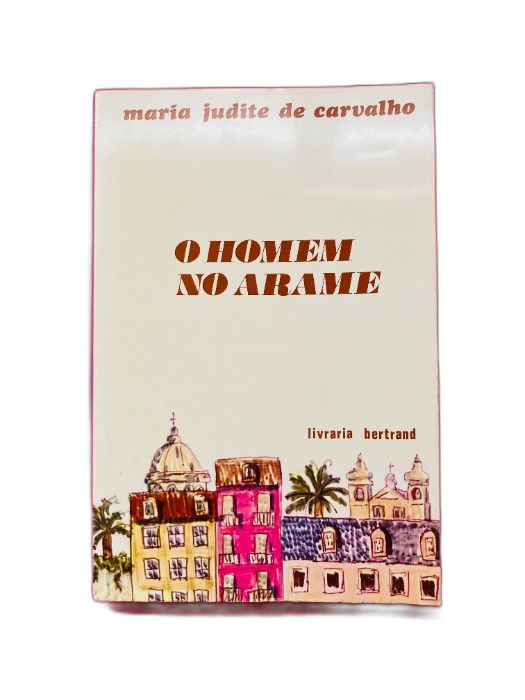 maria judite de carvalho
O HOMEM
NO ARAME
livraria bertrand